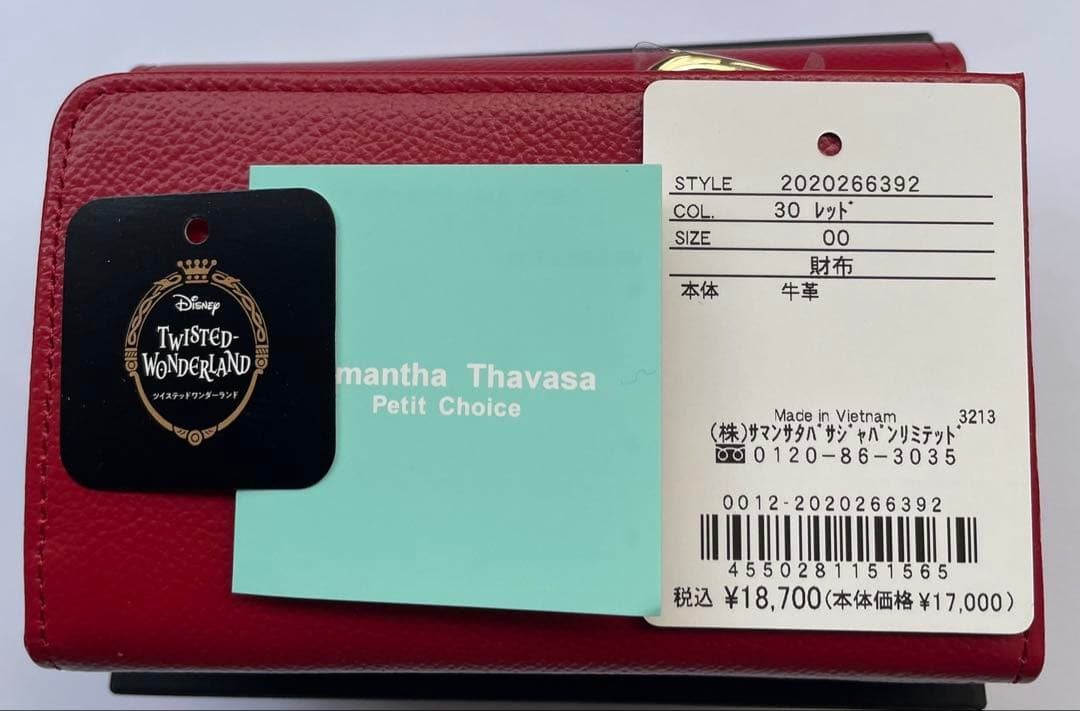 Disney
TWISTED-
WONDERLAND
ツイステッドワンダーランド
mantha Thavasa
Petit Choice
STYLE 2020266392
COL. 30 ﾚｯﾄﾞ
SIZE 00
財布
本体 牛革
Made in Vietnam 3213
(株)ｻﾏﾝｻﾀﾊﾞｻｼﾞｬﾊﾟﾝﾘﾐﾃｯﾄﾞ
0120-86-3035
0012-2020266392
4550281151565
税込 ¥18,700(本体価格¥17,000)